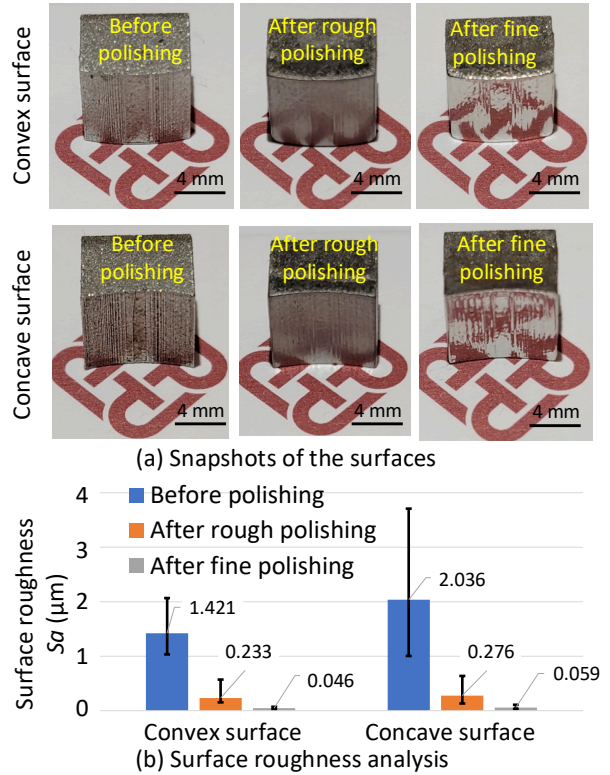 Convex surface
Before
polishing
4 mm
After rough
polishing
4 mm
After fine
polishing
4 mm
Concave surface
Before
polishing
4 mm
After rough
polishing
4 mm
After fine
polishing
4 mm
(a) Snapshots of the surfaces
Surface roughness
Sa (μm)
4
3
2
1
0
Before polishing
After rough polishing
After fine polishing
1.421
0.233
0.046
2.036
0.276
0.059
Convex surface
Concave surface
(b) Surface roughness analysis